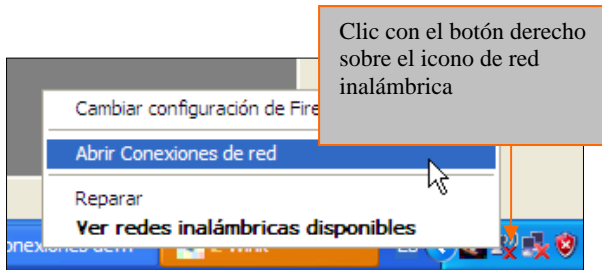 Clic con el botón derecho
sobre el icono de red
inalámbrica
Cambiar configuración de Fire
Abrir Conexiones de red
Reparar
Ver redes inalámbricas disponibles